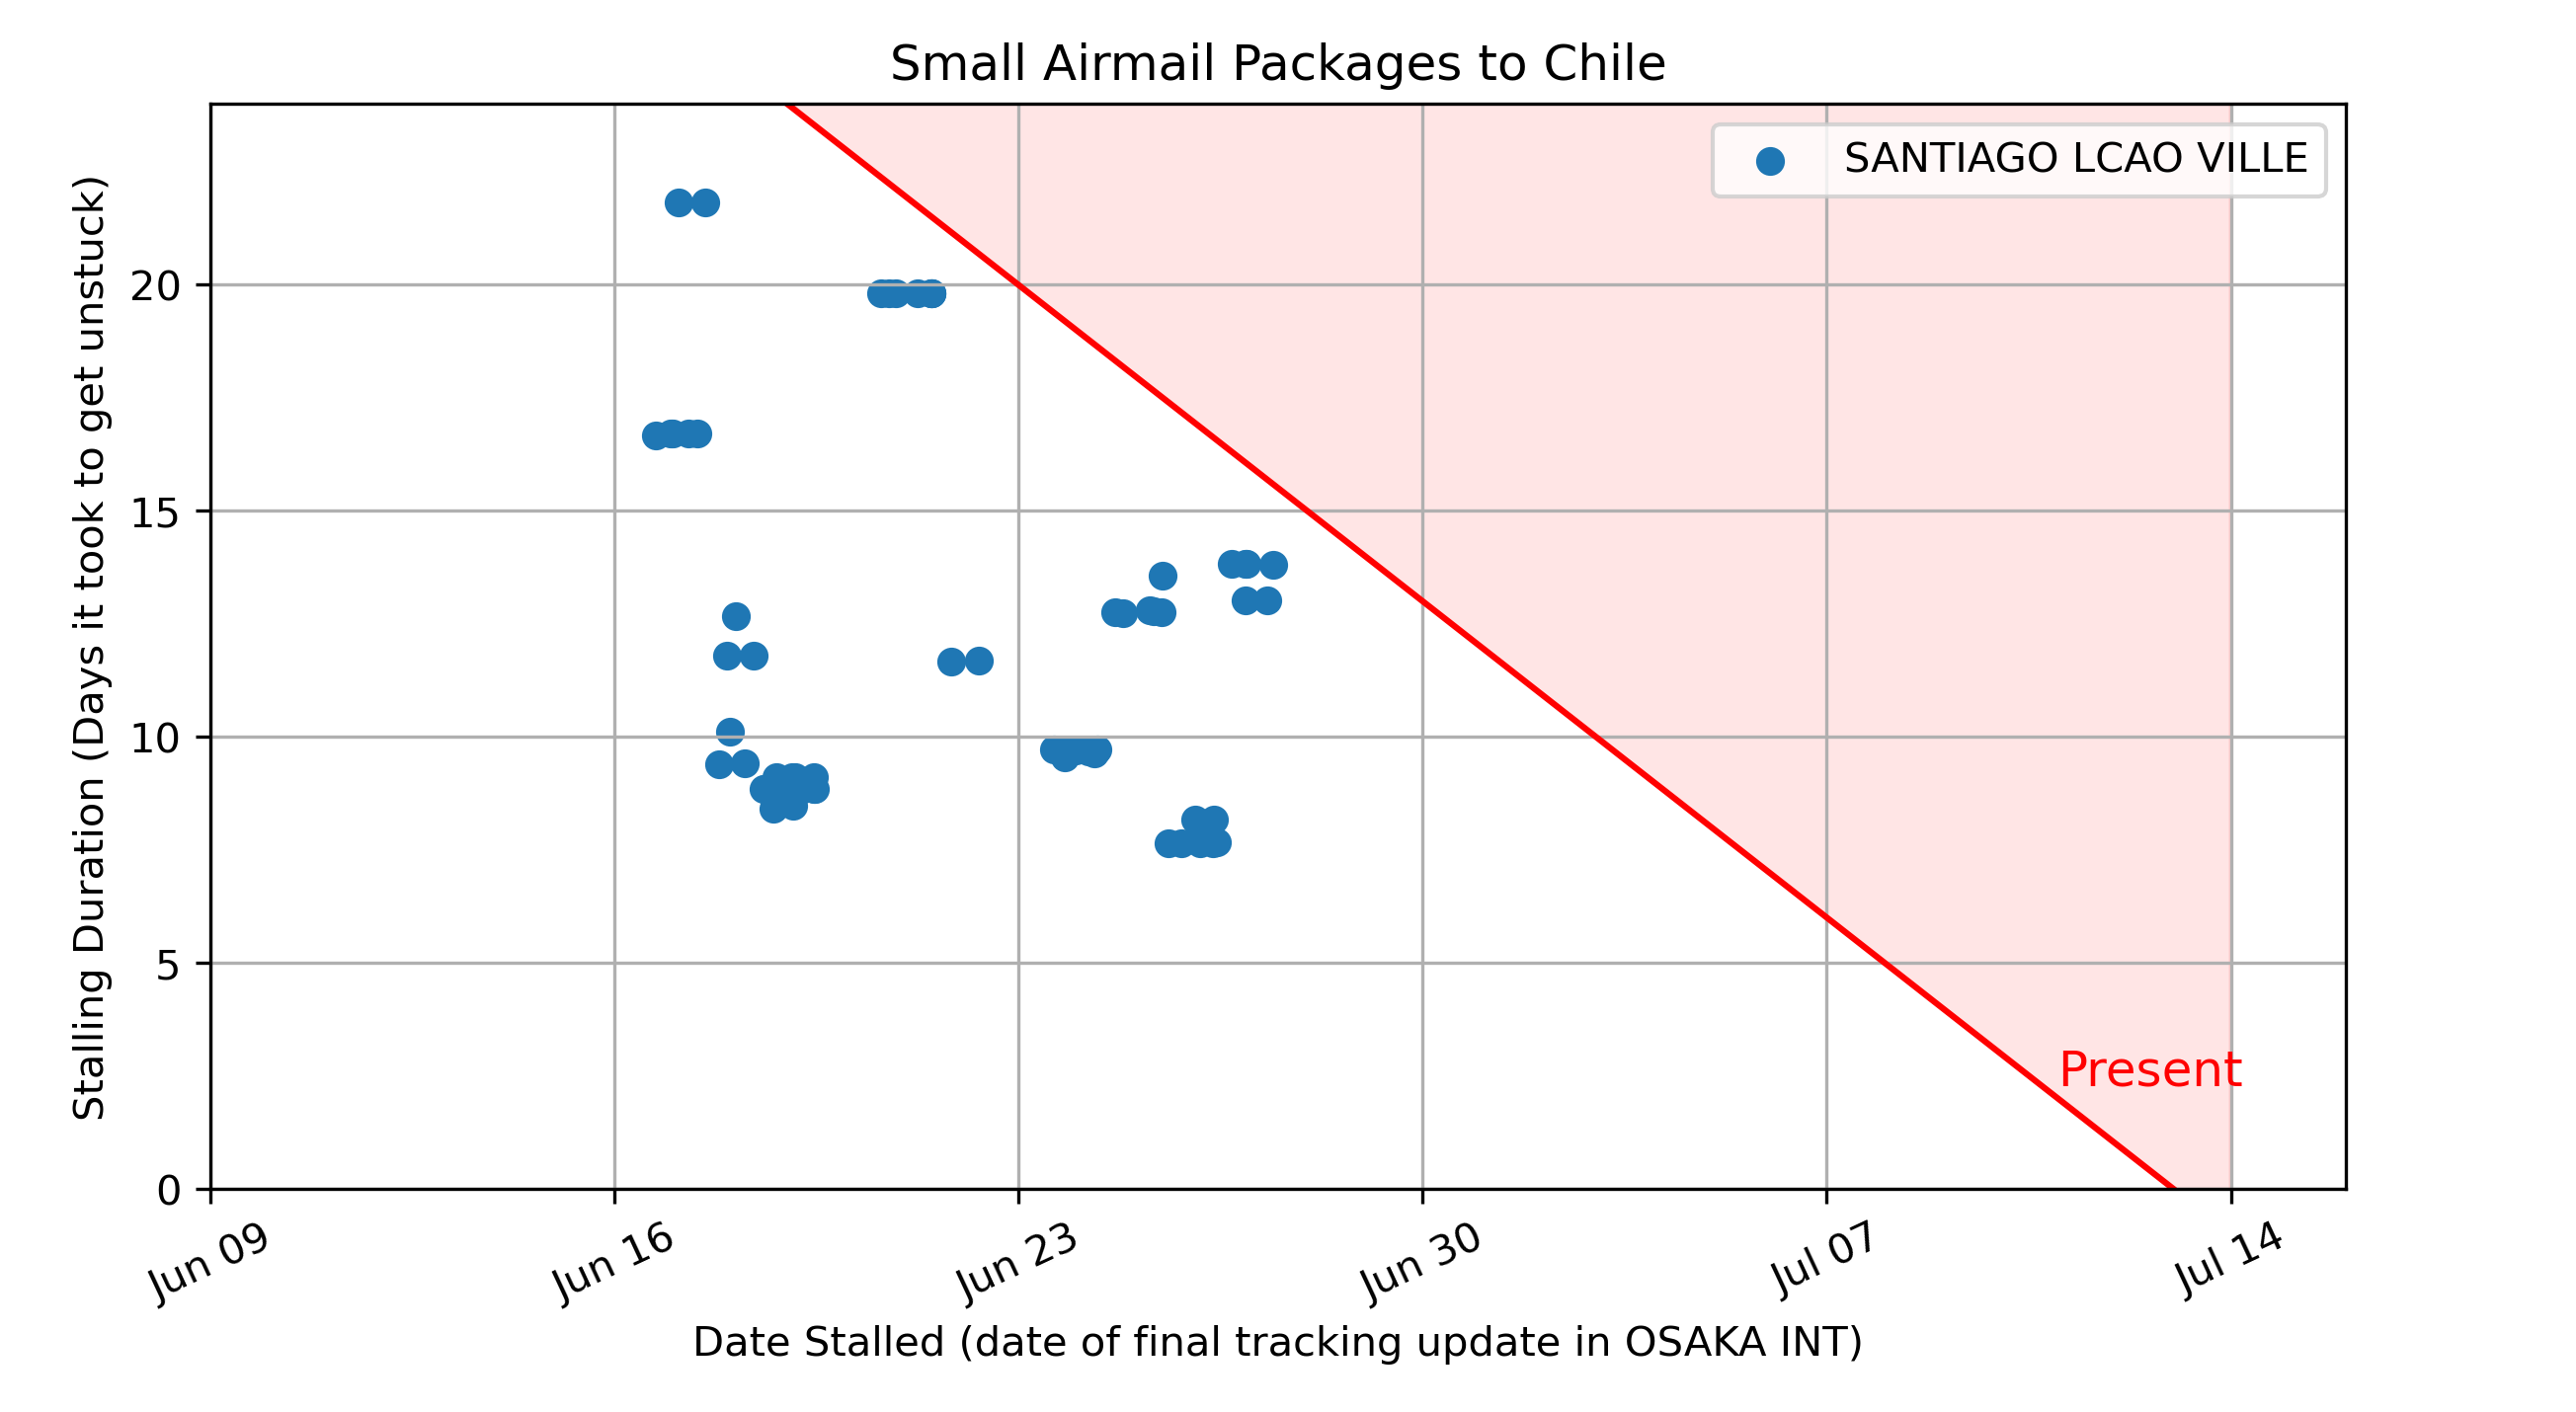 Small Airmail Packages to Chile
SANTIAGO LCAO VILLE
Stalling Duration (Days it took to get unstuck)
20
15
10
5
0
Present
Jun 09
Jun 16
Jun 23
Jun 30
Jul 07
Jul 14
Date Stalled (date of final tracking update in OSAKA INT)